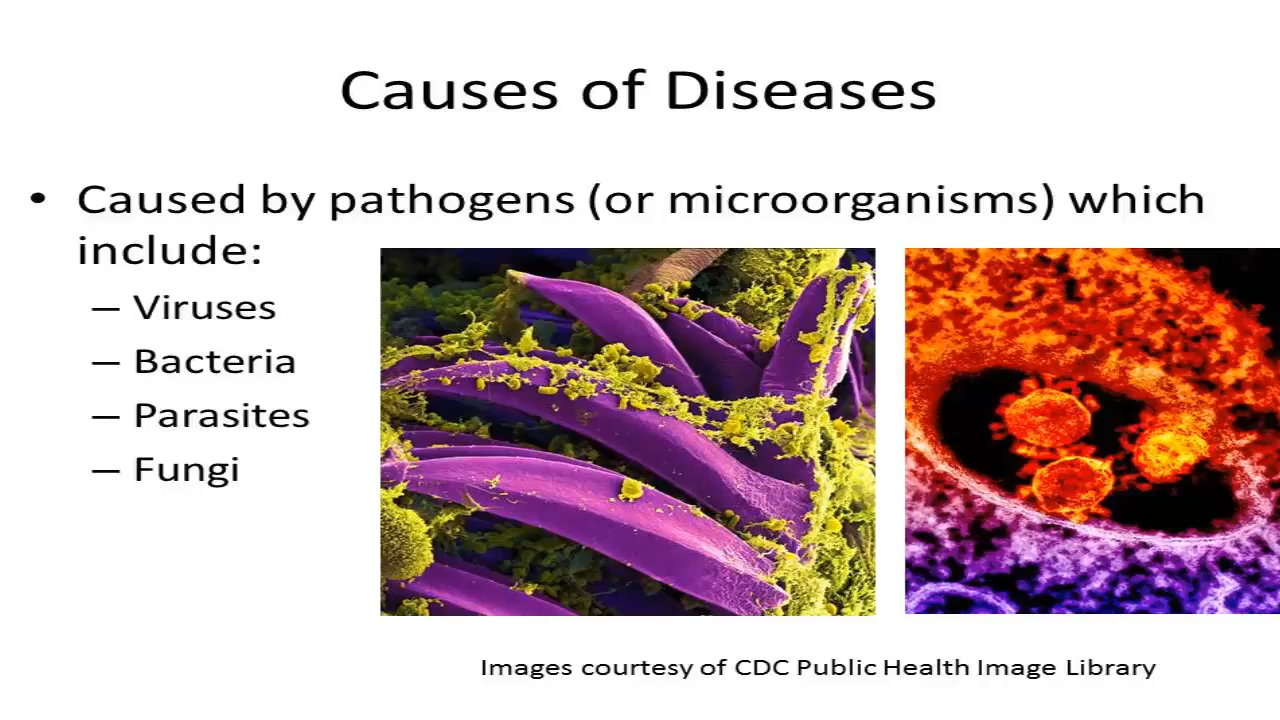 Causes of Diseases
• Caused by pathogens (or microorganisms) which
include:
– Viruses
– Bacteria
– Parasites
– Fungi
Images courtesy of CDC Public Health Image Library